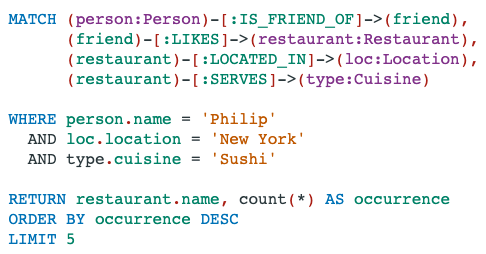 MATCH (person:Person)-[:IS_FRIEND_OF]->(friend),
(friend)-[:LIKES]->(restaurant:Restaurant),
(restaurant)-[:LOCATED_IN]->(loc:Location),
(restaurant)-[:SERVES]->(type:Cuisine)
WHERE person.name = 'Philip'
AND loc.location = 'New York'
AND type.cuisine = 'Sushi'
RETURN restaurant.name, count(*) AS occurrence
ORDER BY occurrence DESC
LIMIT 5